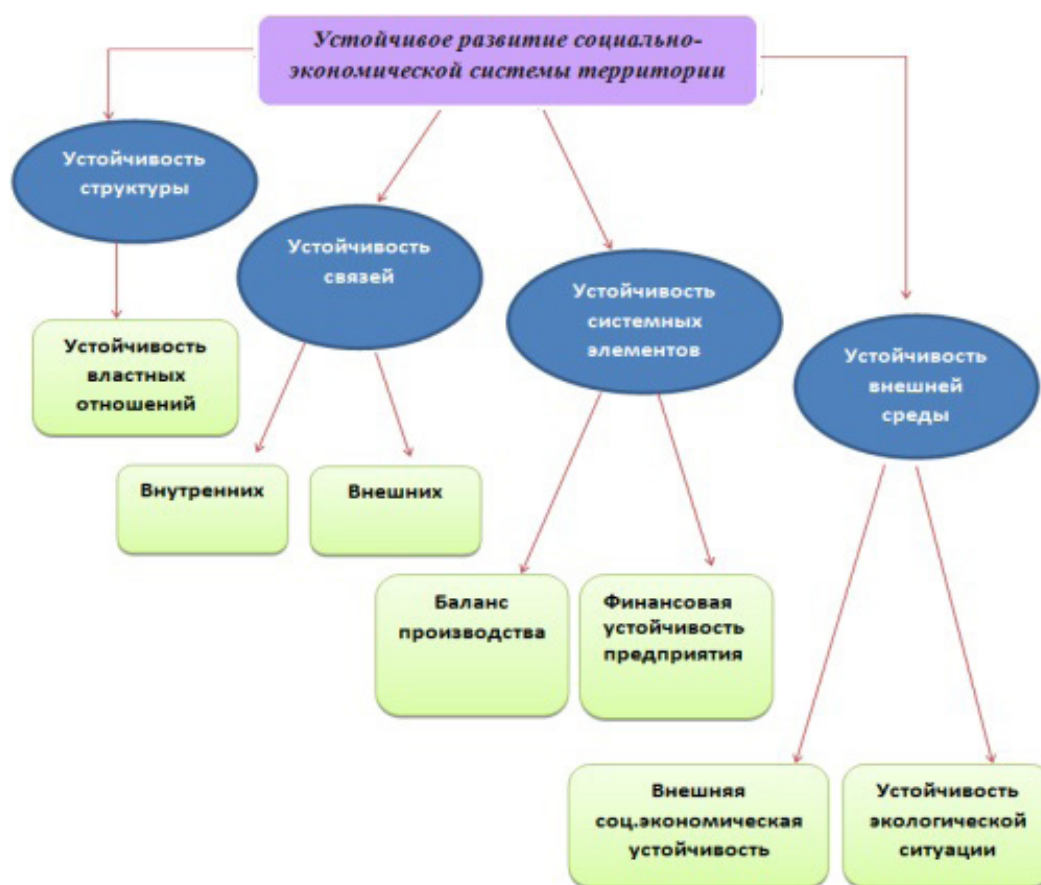 Устойчивое развитие социально-
экономической системы территории
Устойчивость
структуры
Устойчивость
связей
Устойчивость
системных
элементов
Устойчивость
внешней
среды
Устойчивость
властных
отношений
Внутренних
Внешних
Баланс
производства
Финансовая
устойчивость
предприятия
Внешняя
соц.экономическая
устойчивость
Устойчивость
экологической
ситуации